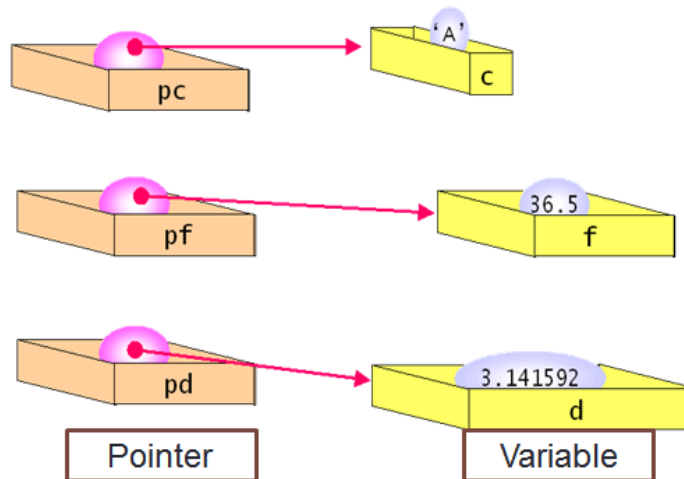 'A'
pc
c
36.5
pf
f
3.141592
pd
d
Pointer
Variable